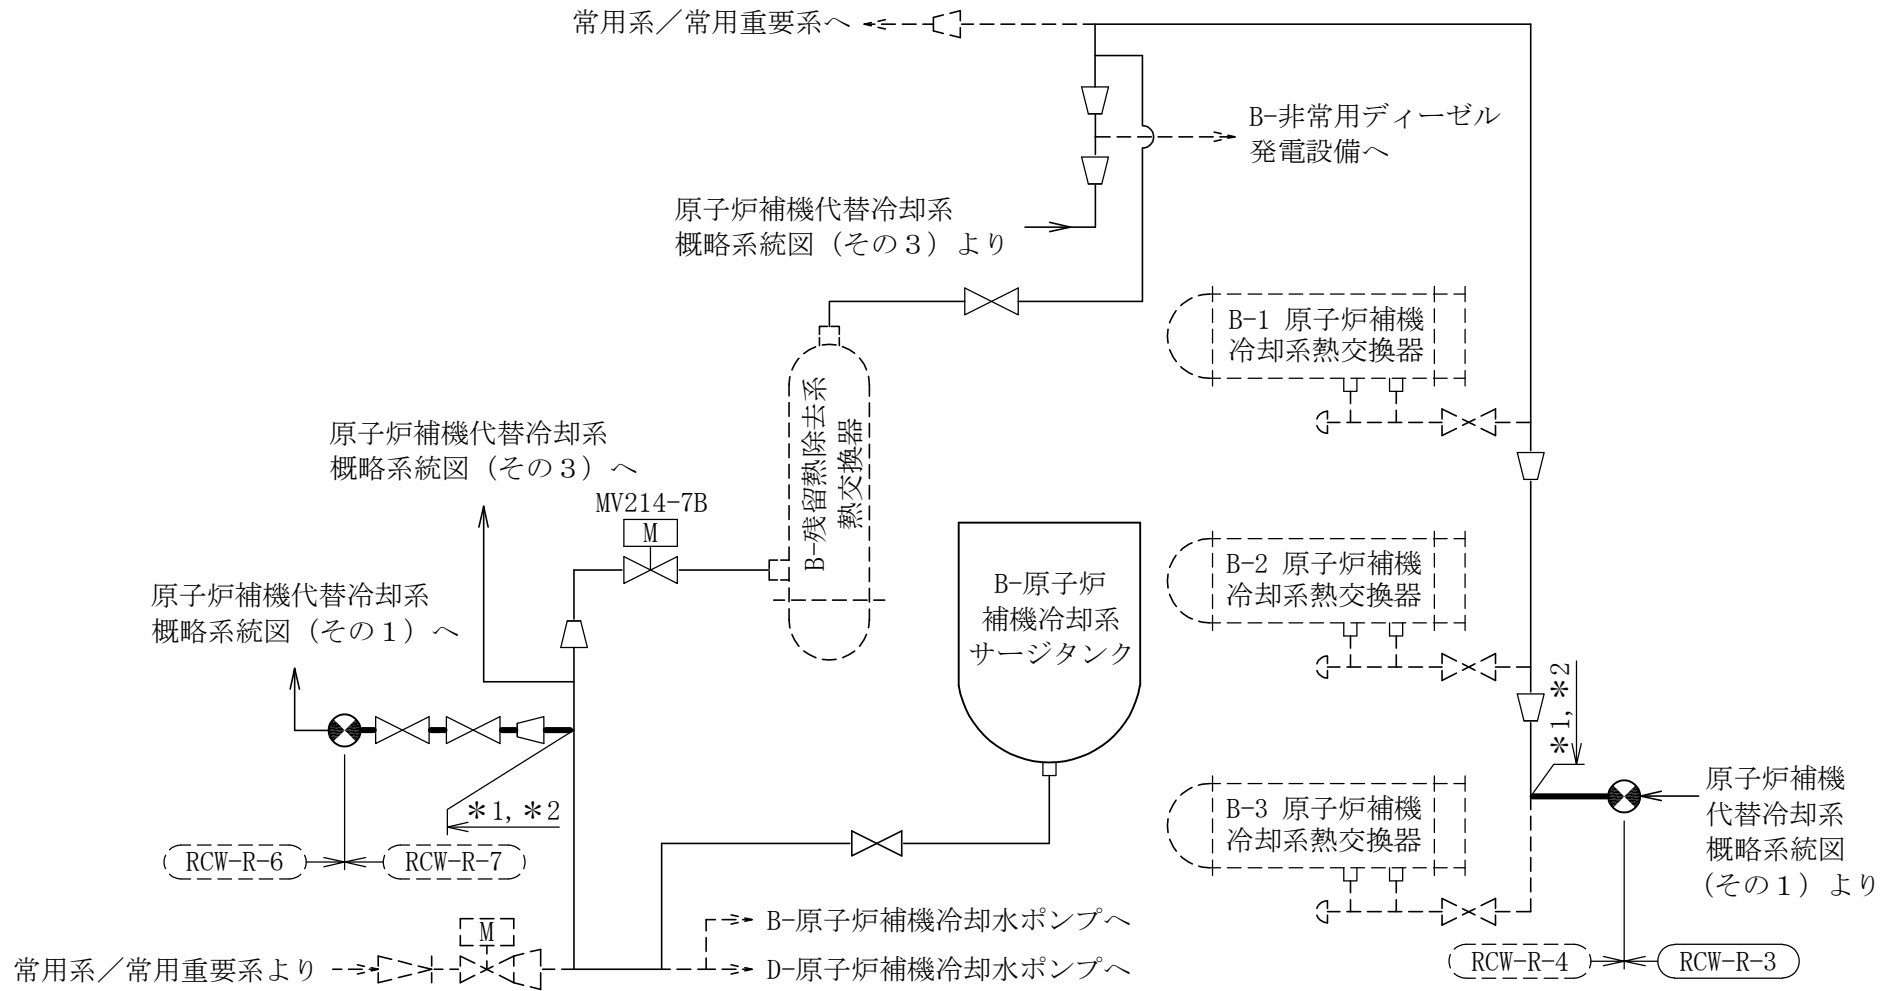 常用系／常用重要系へ
B-非常用ディーゼル
発電設備へ
原子炉補機代替冷却系
概略系統図（その３）より
B-1 原子炉補機
冷却系熱交換器
原子炉補機代替冷却系
概略系統図（その３）へ
MV214-7B
M
B-残留熱除去系
熱交換器
B-2 原子炉補機
冷却系熱交換器
B-原子炉
補機冷却系
サージタンク
原子炉補機代替冷却系
概略系統図（その１）へ
＊1,＊2
＊1,＊2
B-3 原子炉補機
冷却系熱交換器
原子炉補機
代替冷却系
概略系統図
（その１）より
RCW-R-6
RCW-R-7
B-原子炉補機冷却水ポンプへ
M
常用系／常用重要系より
D-原子炉補機冷却水ポンプへ
RCW-R-4
RCW-R-3